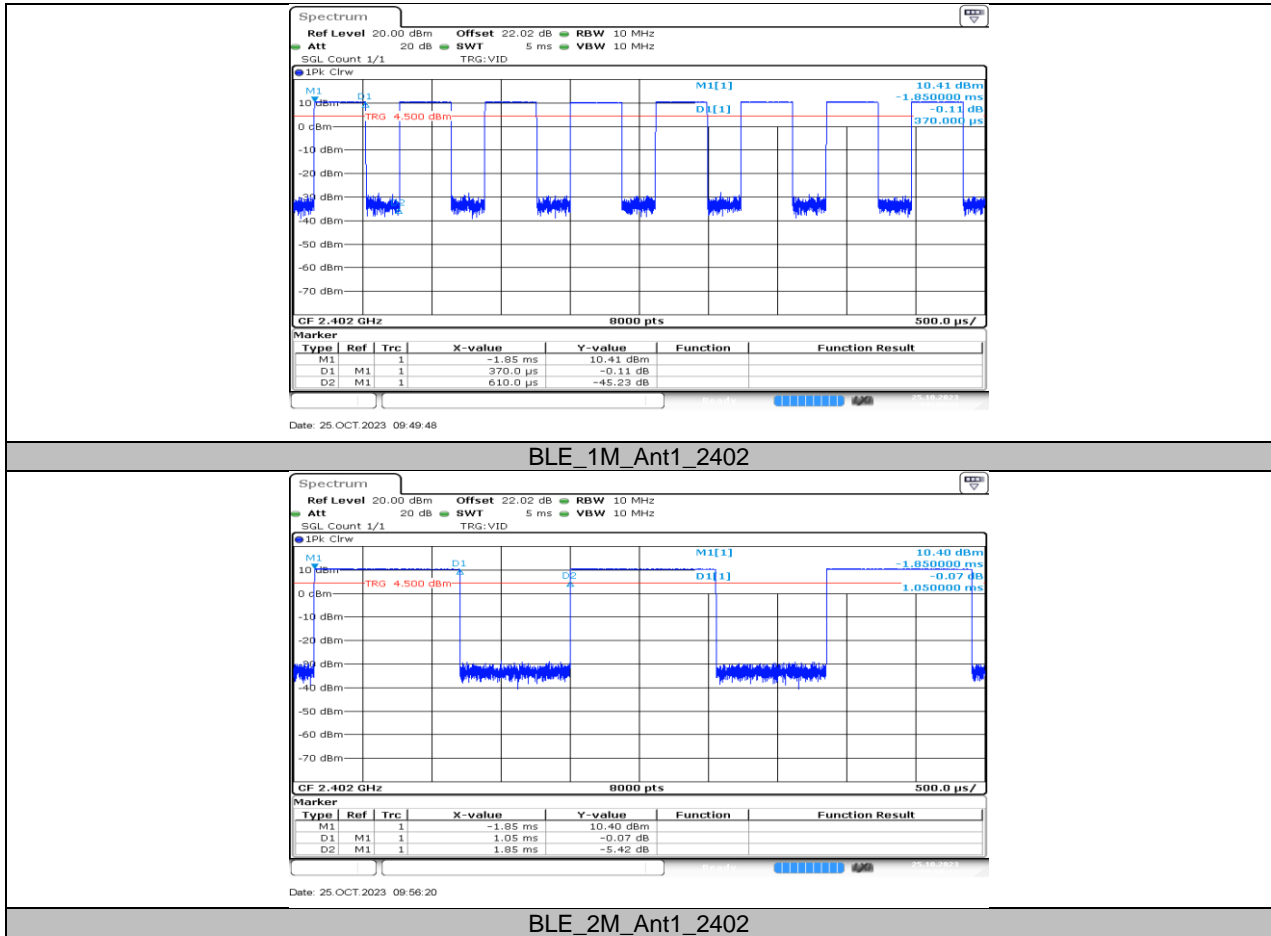 Spectrum
Ref Level 20.00 dBm Offset 22.02 dB RBW 10 MHz
Att 20 dB SWT 5 ms VBW 10 MHz
SGL Count 1/1 TRG:VID
1Pk Clrw
M1[1] 10.41 dBm
-1.850000 ms
D1[1] -0.11 dB
370.000 µs
M1
D1
10 dBm
TRG 4.500 dBm
0 dBm
-10 dBm
-20 dBm
-30 dBm
-40 dBm
-50 dBm
-60 dBm
-70 dBm
CF 2.402 GHz 8000 pts 500.0 µs/
Marker
Type Ref Trc X-value Y-value Function Function Result
M1 1 -1.85 ms 10.41 dBm
D1 M1 1 370.0 µs -0.11 dB
D2 M1 1 610.0 µs -45.23 dB
25.10.2023
Date: 25.OCT.2023 09:49:48
BLE_1M_Ant1_2402
Spectrum
Ref Level 20.00 dBm Offset 22.02 dB RBW 10 MHz
Att 20 dB SWT 5 ms VBW 10 MHz
SGL Count 1/1 TRG:VID
1Pk Clrw
M1[1] 10.40 dBm
-1.850000 ms
D1[1] -0.07 dB
1.050000 ms
M1
D1
D2
10 dBm
TRG 4.500 dBm
0 dBm
-10 dBm
-20 dBm
-30 dBm
-40 dBm
-50 dBm
-60 dBm
-70 dBm
CF 2.402 GHz 8000 pts 500.0 µs/
Marker
Type Ref Trc X-value Y-value Function Function Result
M1 1 -1.85 ms 10.40 dBm
D1 M1 1 1.05 ms -0.07 dB
D2 M1 1 1.85 ms -5.42 dB
25.10.2023
Date: 25.OCT.2023 09:56:20
BLE_2M_Ant1_2402